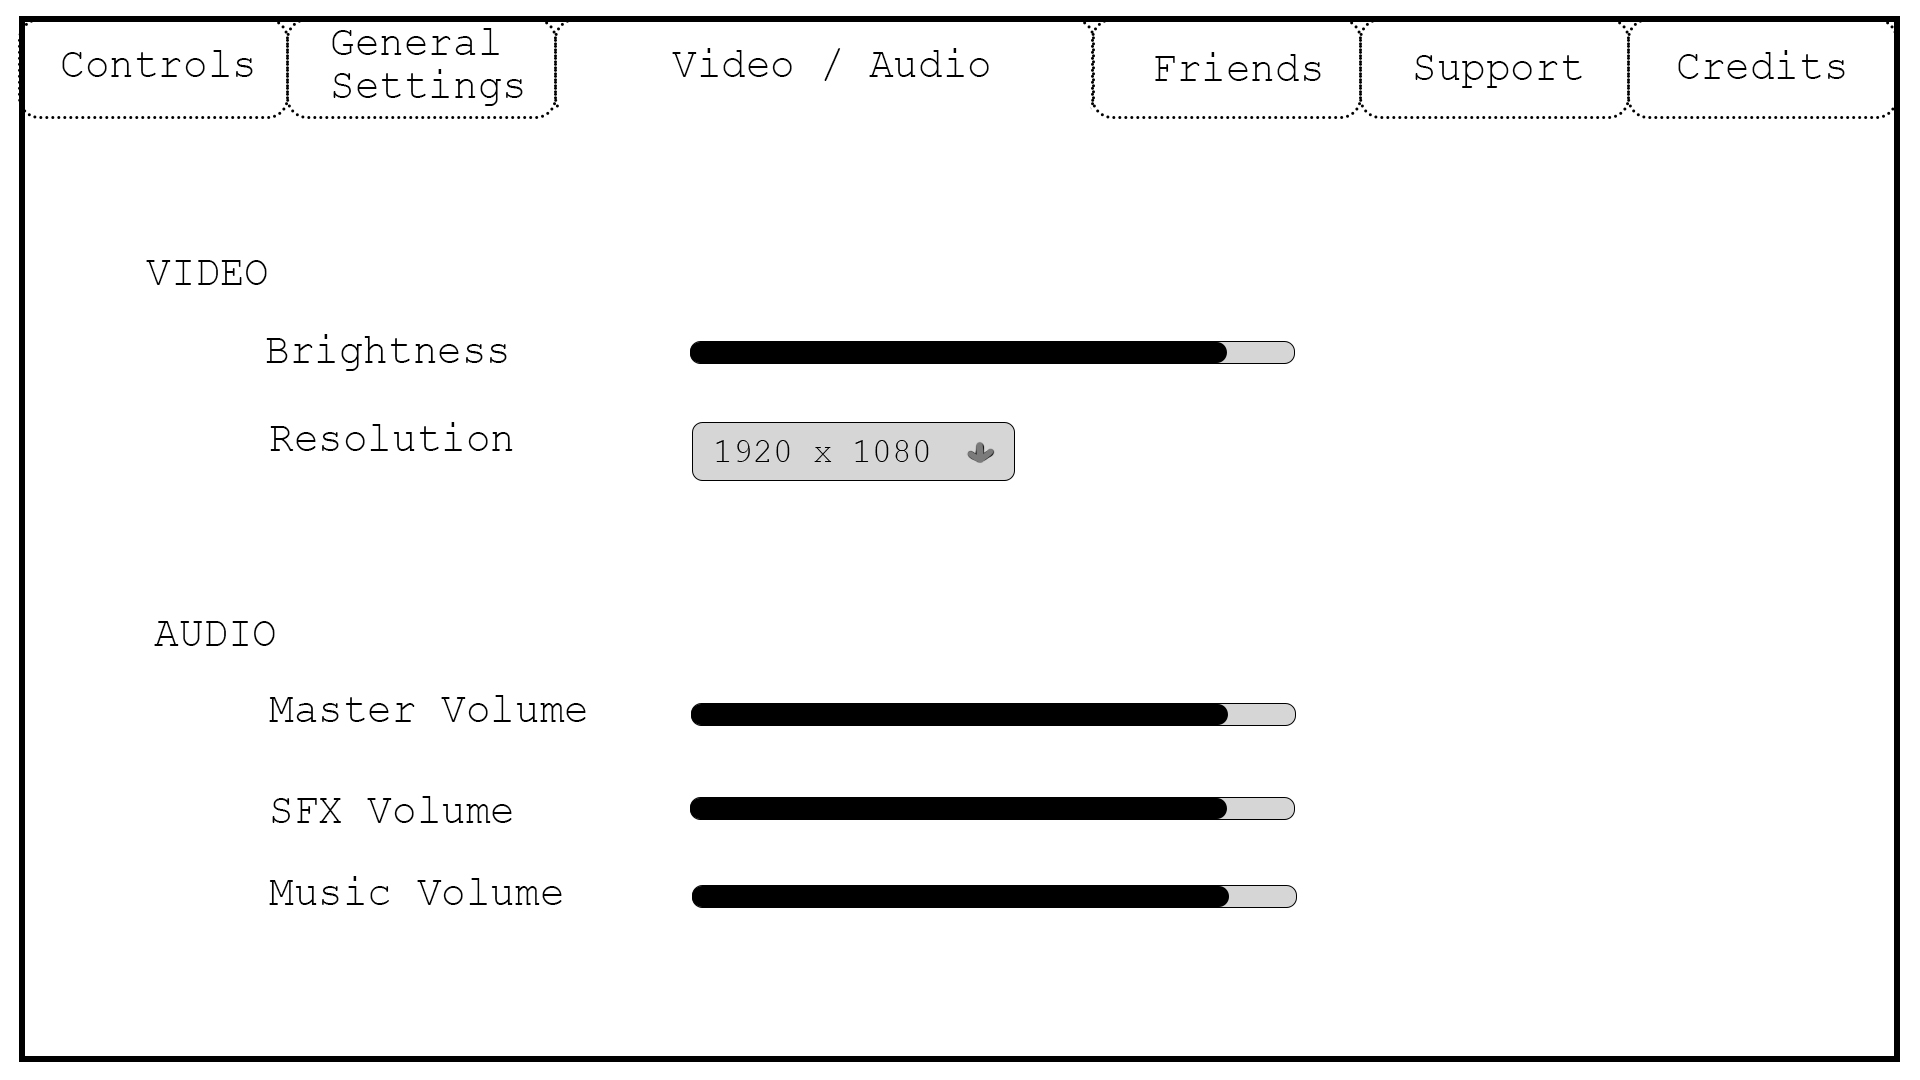 Controls
General
Settings
Video / Audio
Friends
Support
Credits
VIDEO
Brightness
Resolution
1920 x 1080
AUDIO
Master Volume
SFX Volume
Music Volume